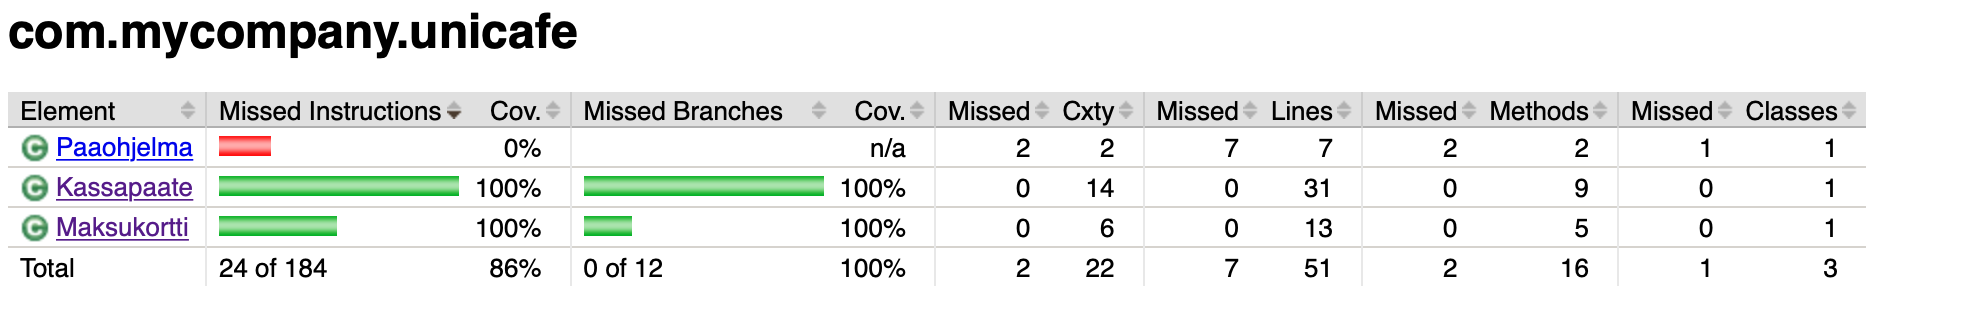 com.mycompany.unicafe
Element Missed Instructions Cov. Missed Branches Cov. Missed Cxty Missed Lines Missed Methods Missed Classes
C Paaohjelma 0% n/a 2 2 7 7 2 2 1 1
C Kassapaate 100% 100% 0 14 0 31 0 9 0 1
C Maksukortti 100% 100% 0 6 0 13 0 5 0 1
Total 24 of 184 86% 0 of 12 100% 2 22 7 51 2 16 1 3